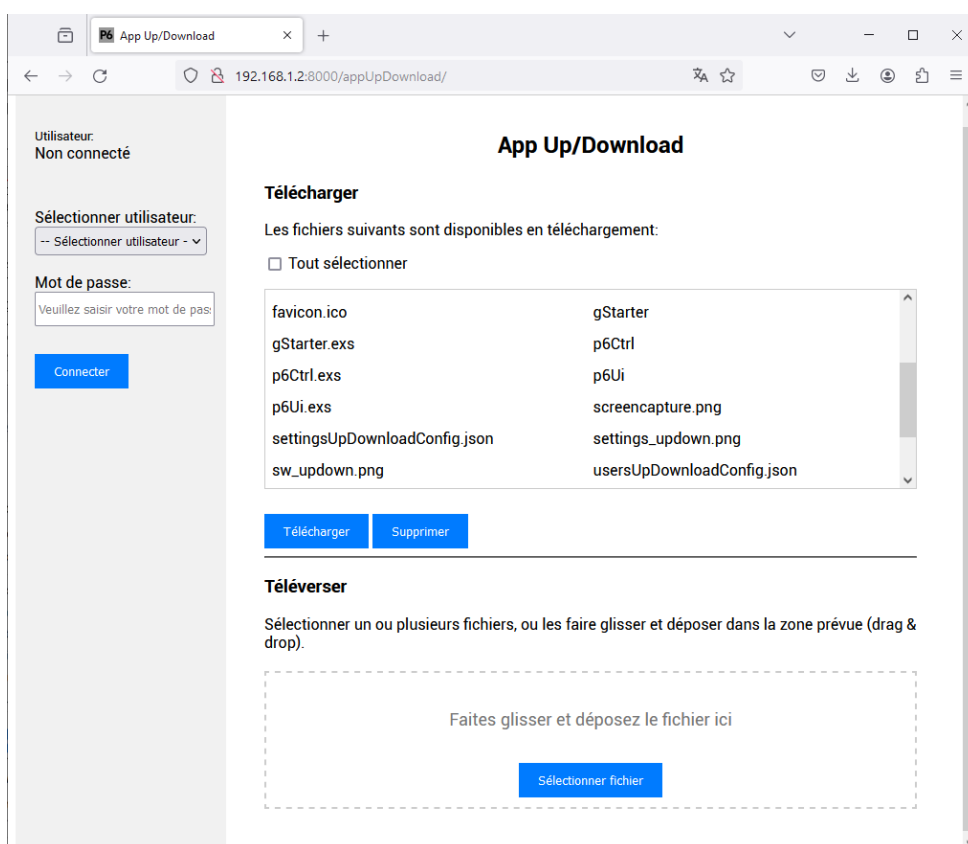 P6 App Up/Download
192.168.1.2:8000/appUpDownload/
Utilisateur:
Non connecté
Sélectionner utilisateur:
-- Sélectionner utilisateur -
Mot de passe:
Veuillez saisir votre mot de pas
Connecter
App Up/Download
Télécharger
Les fichiers suivants sont disponibles en téléchargement:
Tout sélectionner
favicon.ico gStarter
gStarter.exs p6Ctrl
p6Ctrl.exs p6Ui
p6Ui.exs screencapture.png
settingsUpDownloadConfig.json settings_updown.png
sw_updown.png usersUpDownloadConfig.json
Télécharger Supprimer
Téléverser
Sélectionner un ou plusieurs fichiers, ou les faire glisser et déposer dans la zone prévue (drag &
drop).
Faites glisser et déposez le fichier ici
Sélectionner fichier